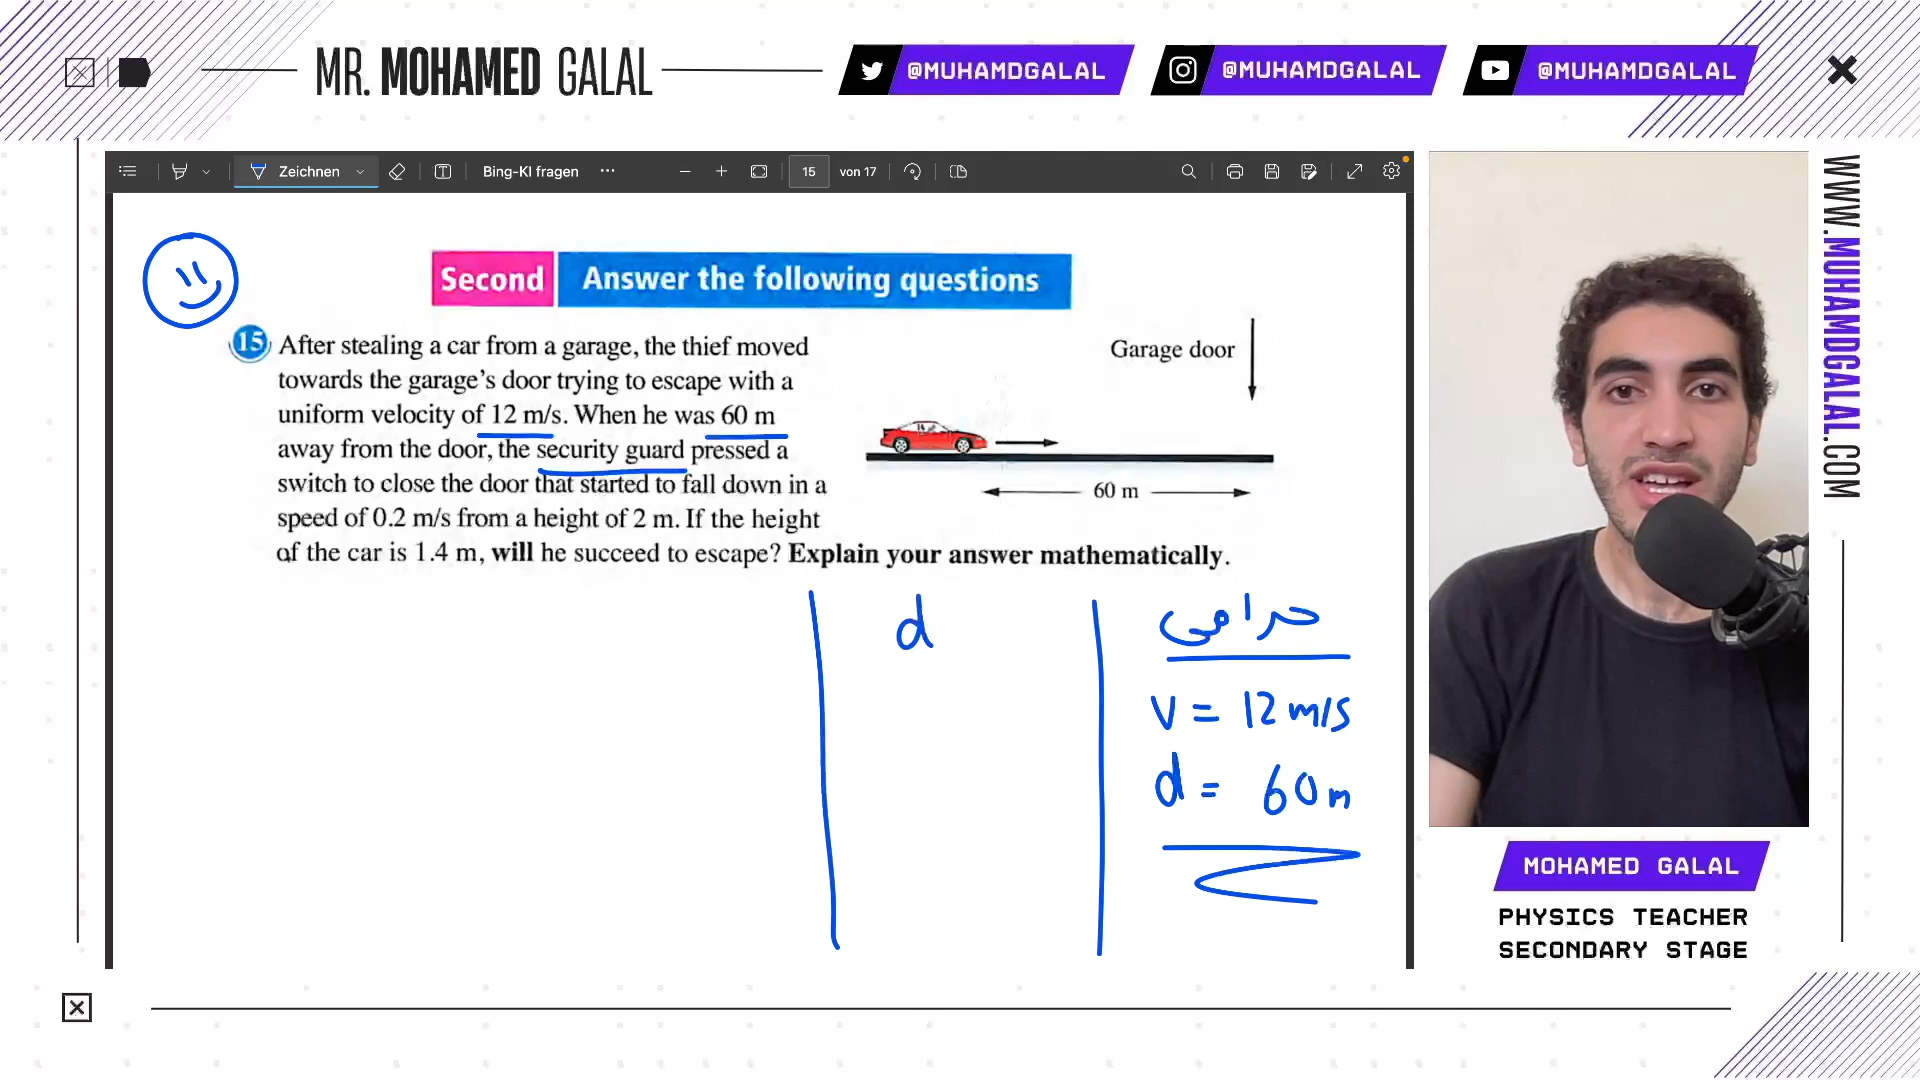 MR. MOHAMED GALAL
@MUHAMDGALAL
@MUHAMDGALAL
@MUHAMDGALAL
Zeichnen
Bing-KI fragen
15
von 17
Second
Answer the following questions
15 After stealing a car from a garage, the thief moved
towards the garage's door trying to escape with a
uniform velocity of 12 m/s. When he was 60 m
away from the door, the security guard pressed a
switch to close the door that started to fall down in a
speed of 0.2 m/s from a height of 2 m. If the height
of the car is 1.4 m, will he succeed to escape? Explain your answer mathematically.
Garage door
60 m
d
حرامى
v = 12 m/s
d = 60 m
WWW.MUHAMDGALAL.COM
MOHAMED GALAL
PHYSICS TEACHER
SECONDARY STAGE